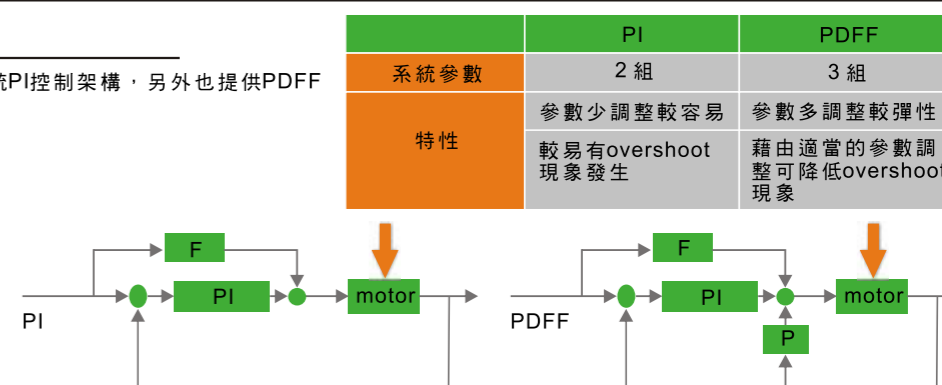 PI控制架構，另外也提供PDFF
PI
PDFF
系統參數
2組
3組
特性
參數少調整較容易
參數多調整較彈性
較易有overshoot
現象發生
藉由適當的參數調
整可降低overshoot
現象
F
PI
motor
PI
F
PI
motor
PDFF
P